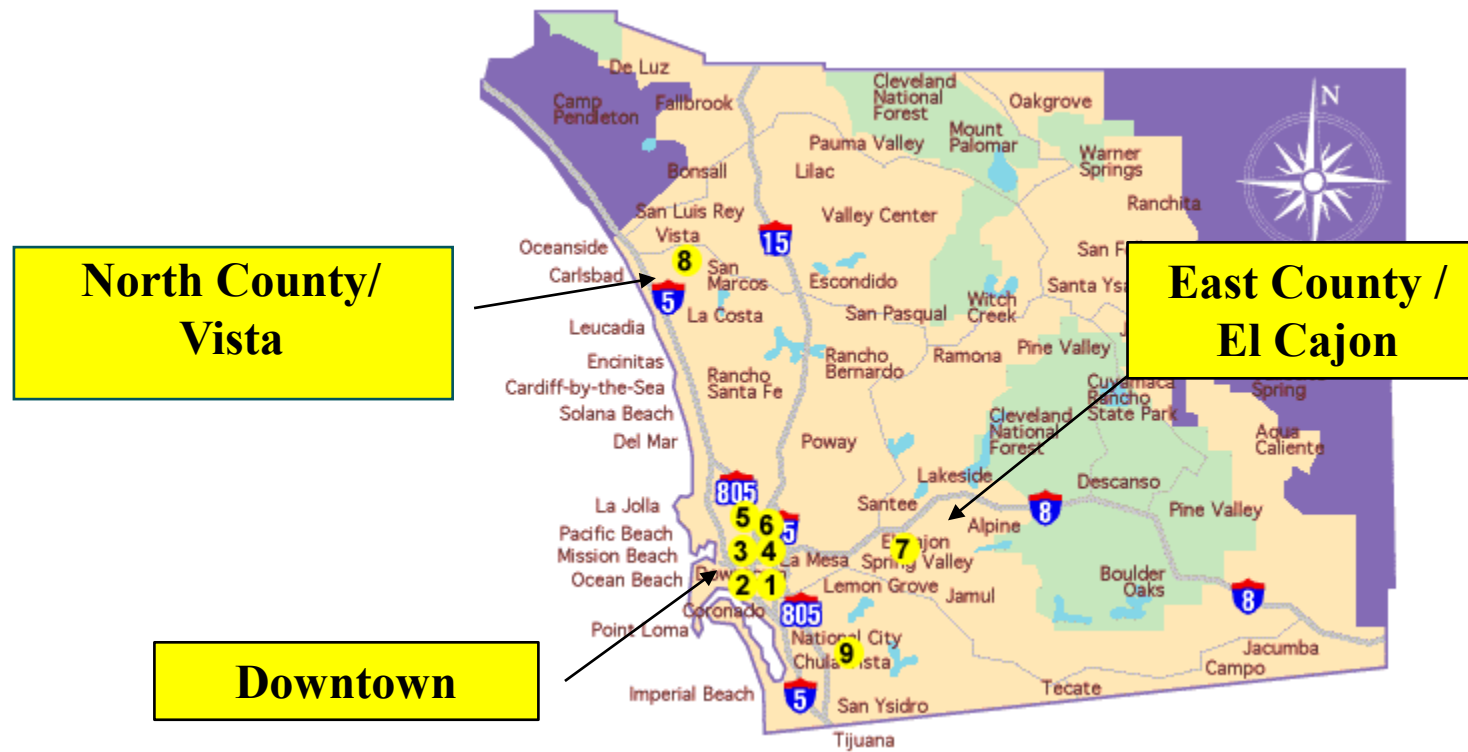 De Luz
Camp
Pendleton
Fallbrook
Cleveland
National
Forest
Oakgrove
N
Mount
Palomar
Pauma Valley
Warner
Springs
Bonsall
Lilac
Ranchita
San Luis Rey
Valley Center
Vista
15
Oceanside
Carlsbad
8
San
Marcos
Escondido
5
North County/
Vista
East County /
El Cajon
Santa Ysa
Witch
Creek
La Costa
San Pasqual
Leucadia
Ramona
Pine Valley
Rancho
Bernardo
Encinitas
Rancho
Santa Fe
Cardiff-by-the-Sea
Cuyamaca
Rancho
State Park
Spring
Solana Beach
Cleveland
National
Forest
Del Mar
Poway
Aqua
Caliente
Lakeside
Descanso
805
La Jolla
Santee
8
Pine Valley
5
6
5
Alpine
Pacific Beach
Mission Beach
3
4
La Mesa
7
Spring Valley
Ocean Beach
2
1
Lemon Grove
Jamul
Boulder
Oaks
8
Coronado
805
Point Loma
National City
9
Jacumba
Campo
Downtown
Imperial Beach
5
San Ysidro
Tecate
Tijuana